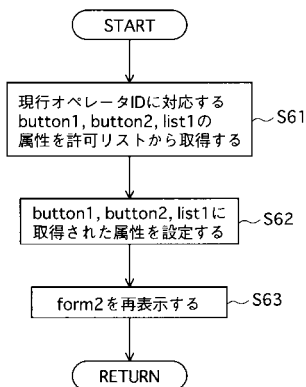 START
現行オペレータIDに対応する
button1, button2, list1の
属性を許可リストから取得する
S61
button1, button2, list1に
取得された属性を設定する
S62
form2を再表示する
S63
RETURN